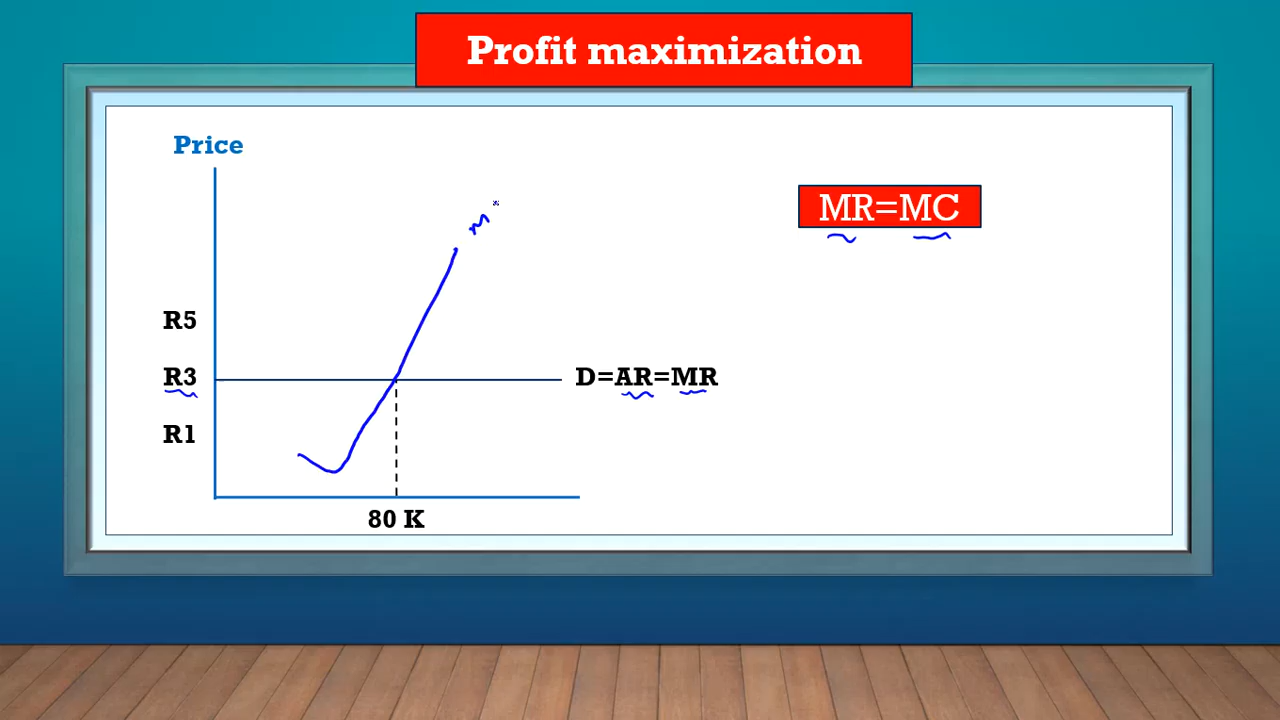 Profit maximization
Price
MR=MC
M
R5
R3
D=AR=MR
R1
80 K